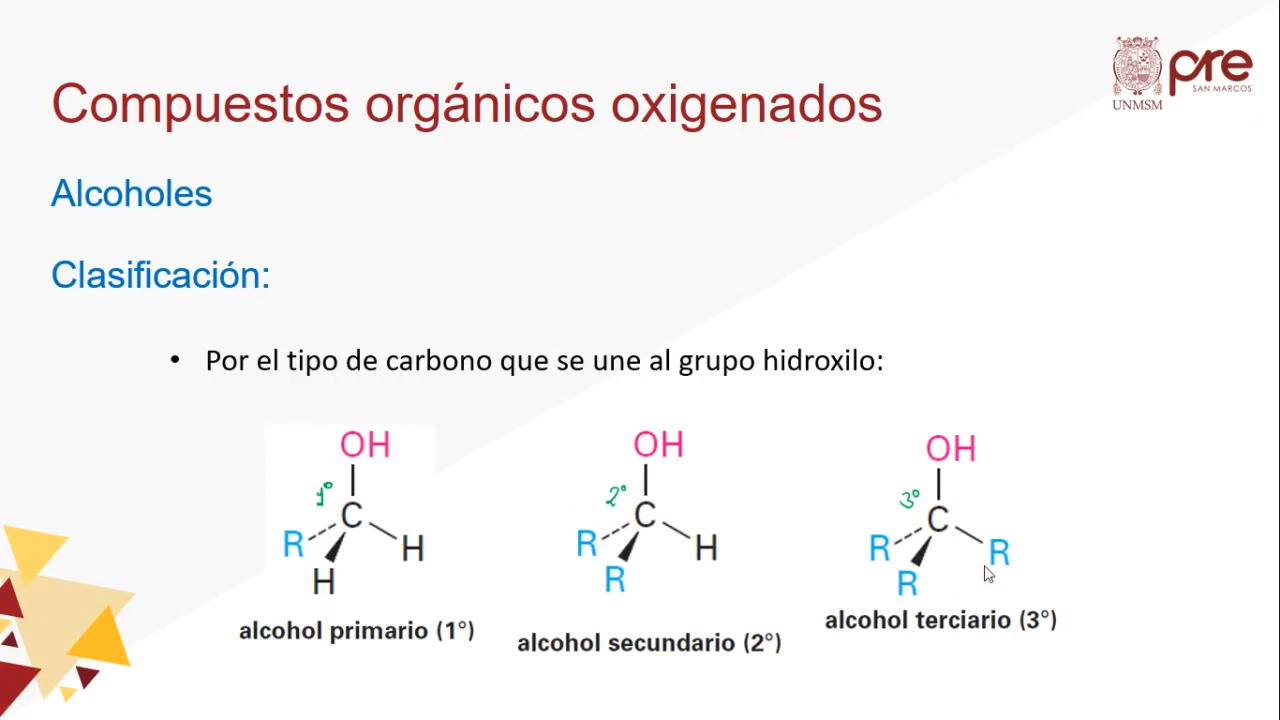 Compuestos orgánicos oxigenados
UNMSM
pre
SAN MARCOS
Alcoholes
Clasificación:
• Por el tipo de carbono que se une al grupo hidroxilo:
OH
1°
C
R
H
H
alcohol primario (1°)
OH
2°
C
R
H
R
alcohol secundario (2°)
OH
3°
C
R
R
R
alcohol terciario (3°)